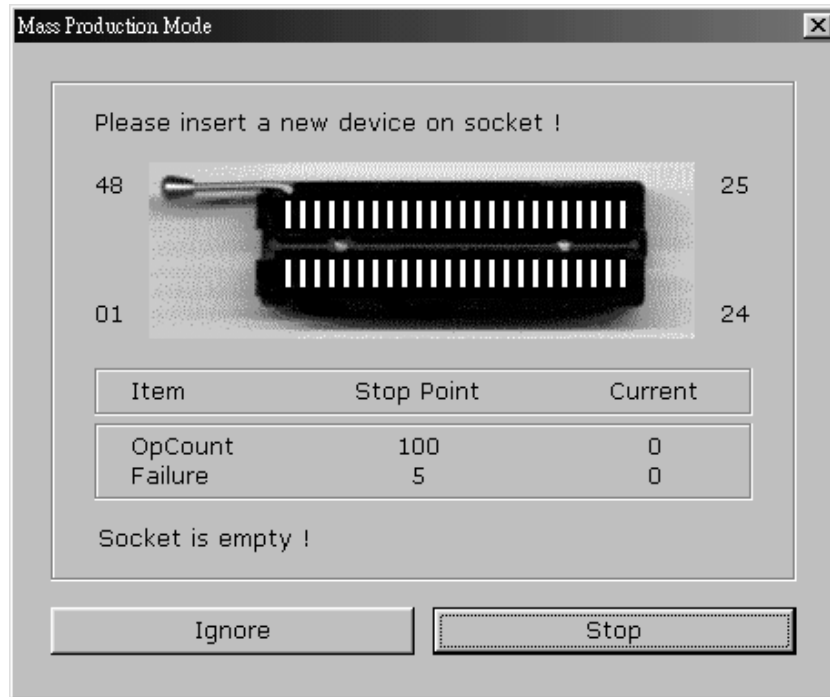 Mass Production Mode
Please insert a new device on socket !
48 25
01 24
Item Stop Point Current
OpCount 100 0
Failure 5 0
Socket is empty !
Ignore Stop